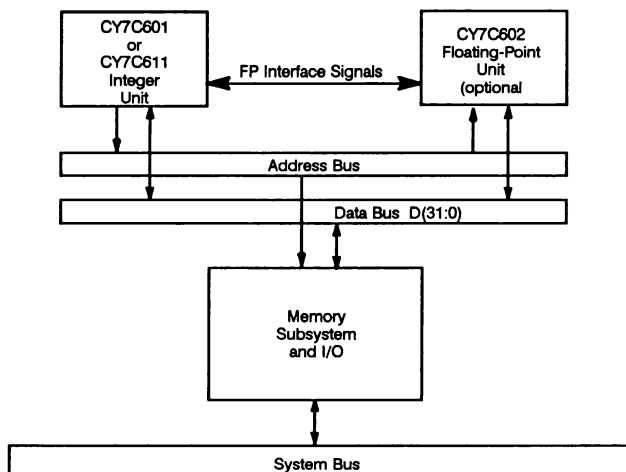 CY7C601
or
CY7C611
Integer
Unit
FP Interface Signals
CY7C602
Floating-Point
Unit
(optional
Address Bus
Data Bus D(31:0)
Memory
Subsystem
and I/O
System Bus